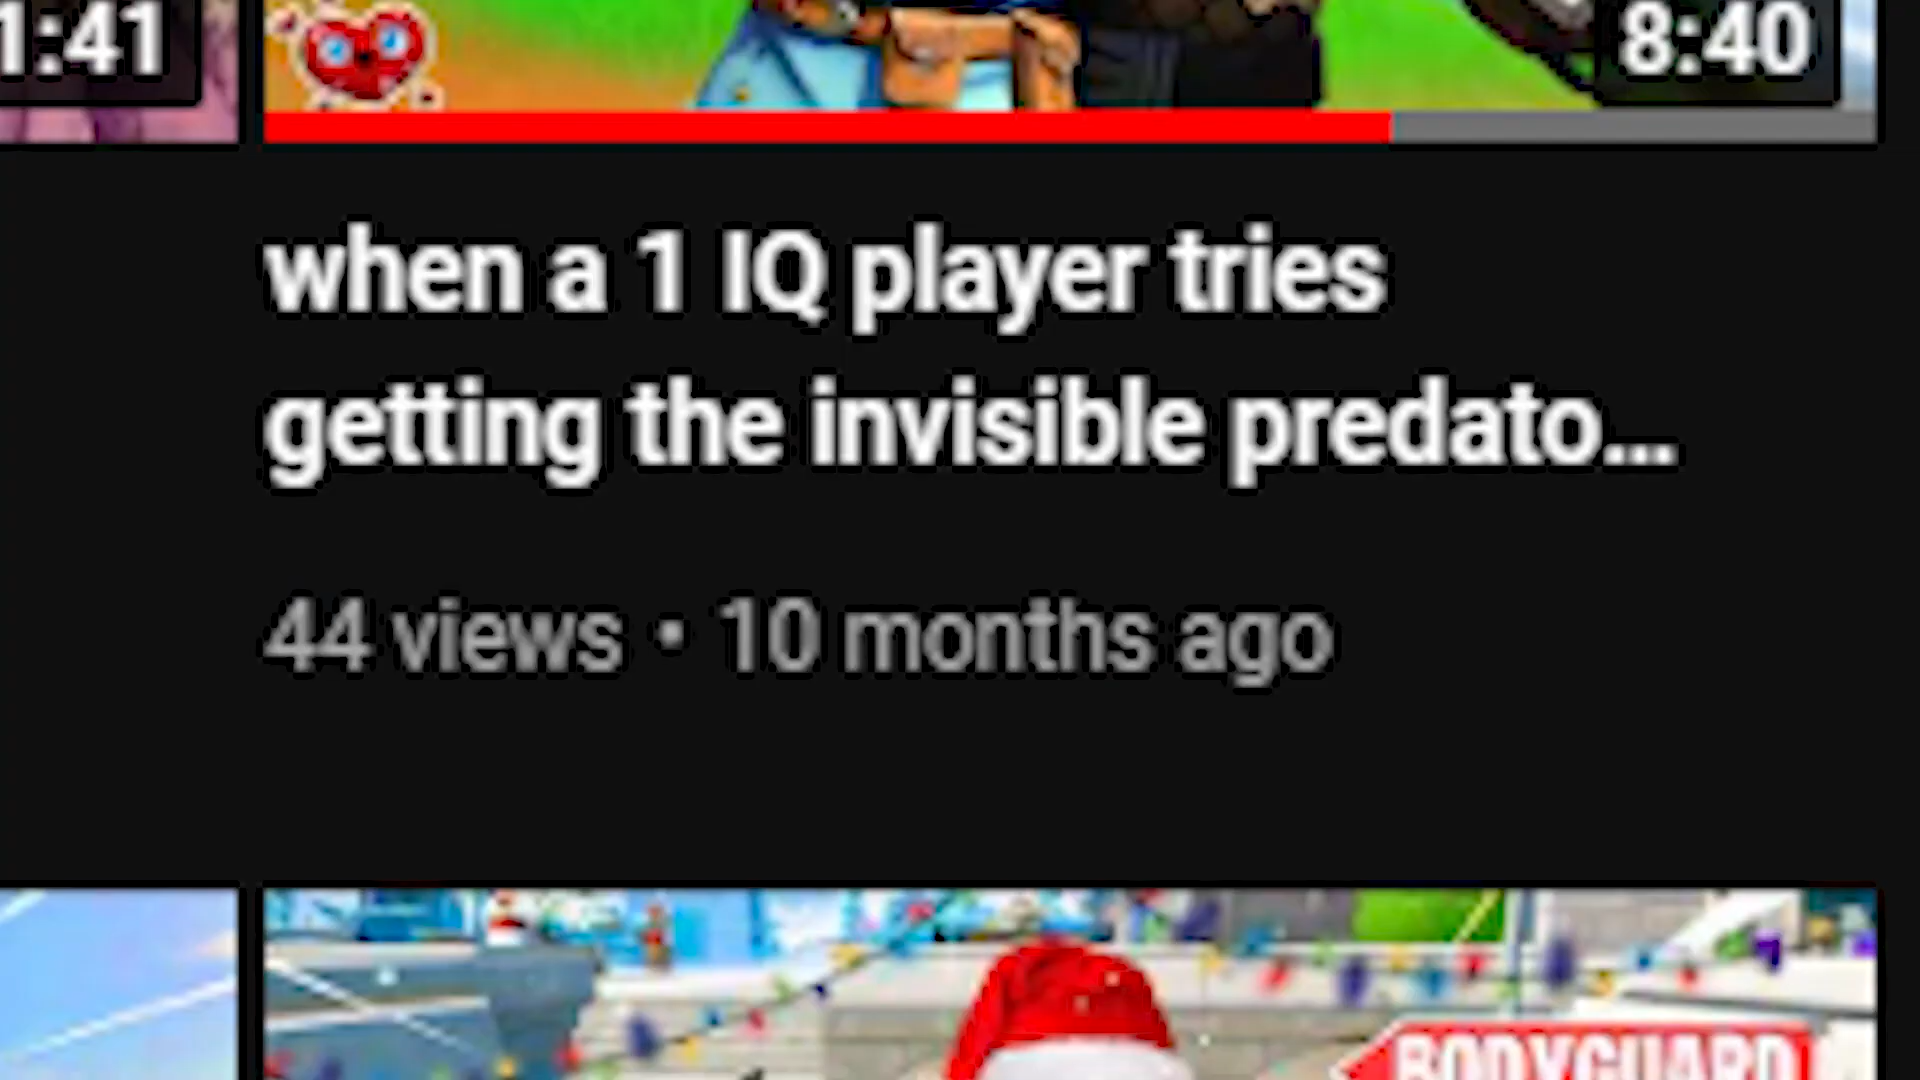 1:41
8:40
when a 1 IQ player tries
getting the invisible predato...
44 views • 10 months ago
BODYGUARD